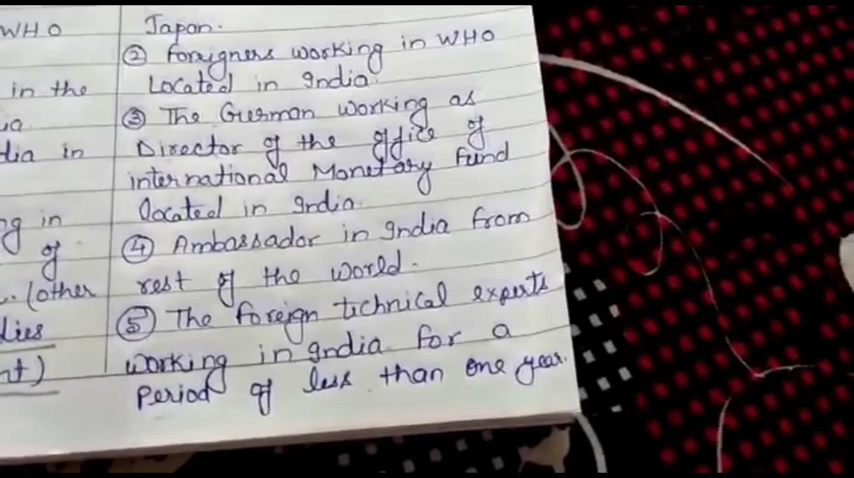 WHO
in the
ia
dia in
ng in
of
(other
dies
nt)
Japan.
② Foreigners working in WHO
Located in India.
③ The German working as
Director of the office of
international Monetary Fund
located in India.
④ Ambassador in India from
rest of the world.
⑤ The foreign technical experts
working in India for a
Period of less than one year.